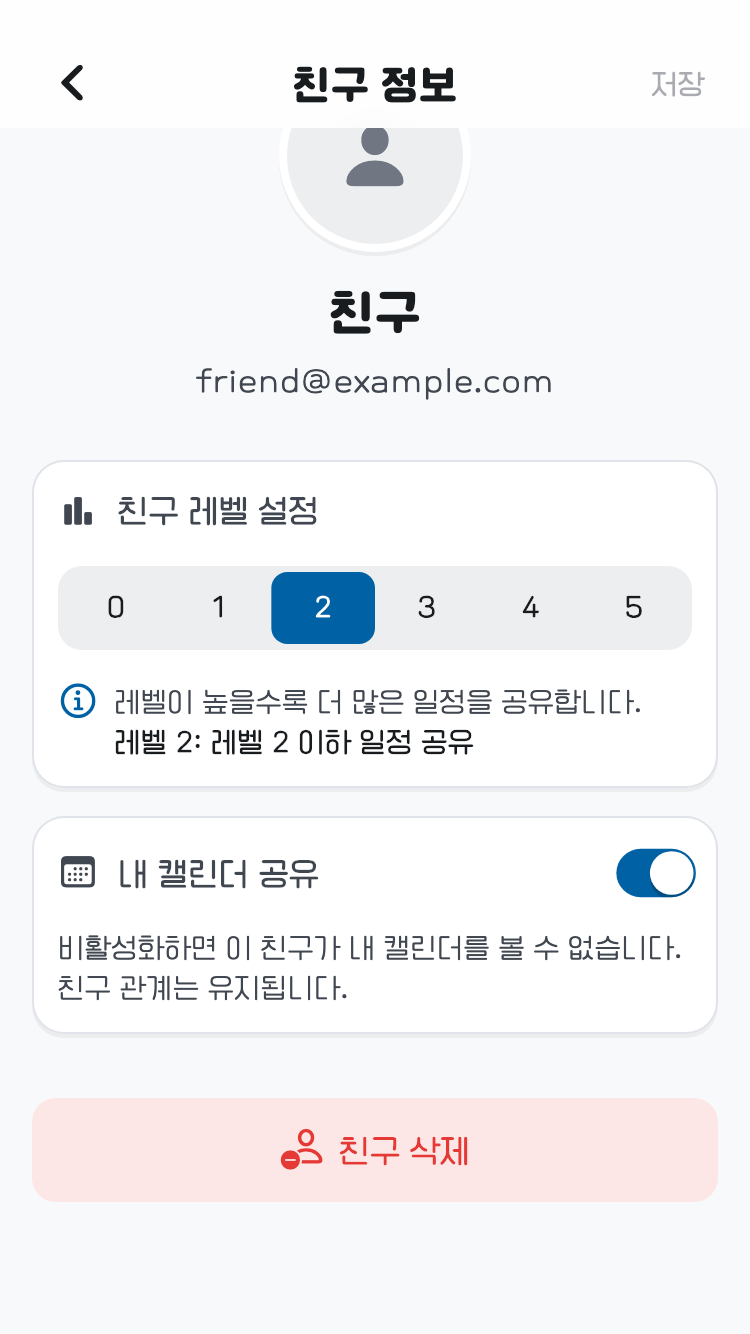 친구 정보
저장
친구
friend@example.com
친구 레벨 설정
0 1 2 3 4 5
레벨이 높을수록 더 많은 일정을 공유합니다.
레벨 2: 레벨 2 이하 일정 공유
내 캘린더 공유
비활성화하면 이 친구가 내 캘린더를 볼 수 없습니다.
친구 관계는 유지됩니다.
친구 삭제